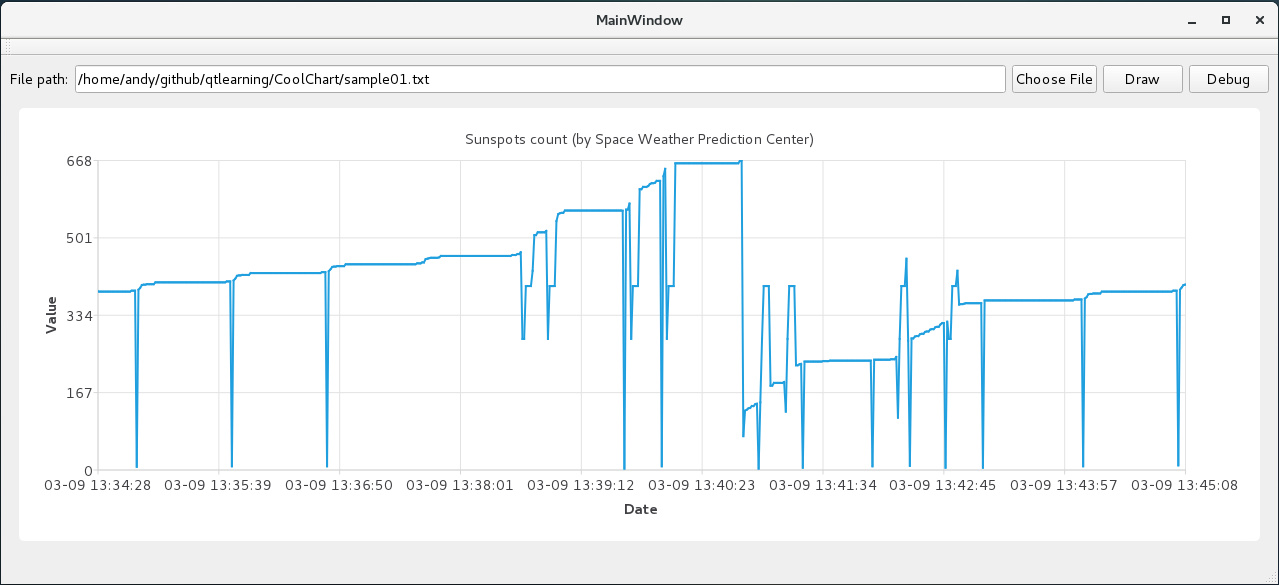 MainWindow
File path: /home/andy/github/qtlearning/CoolChart/sample01.txt Choose File Draw Debug
Sunspots count (by Space Weather Prediction Center)
668
501
334
167
0
Value
03-09 13:34:28 03-09 13:35:39 03-09 13:36:50 03-09 13:38:01 03-09 13:39:12 03-09 13:40:23 03-09 13:41:34 03-09 13:42:45 03-09 13:43:57 03-09 13:45:08
Date